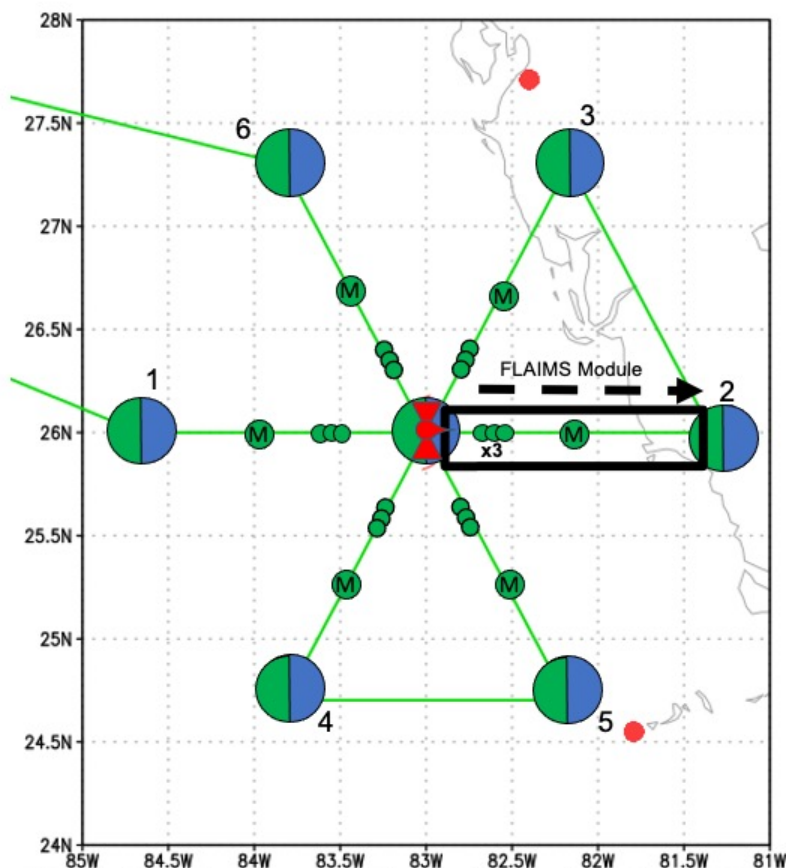 28N
27.5N
27N
26.5N
26N
25.5N
25N
24.5N
24N
6
3
M
M
FLAIMS Module
1
2
M
M
x3
M
M
4
5
85W
84.5W
84W
83.5W
83W
82.5W
82W
81.5W
81W